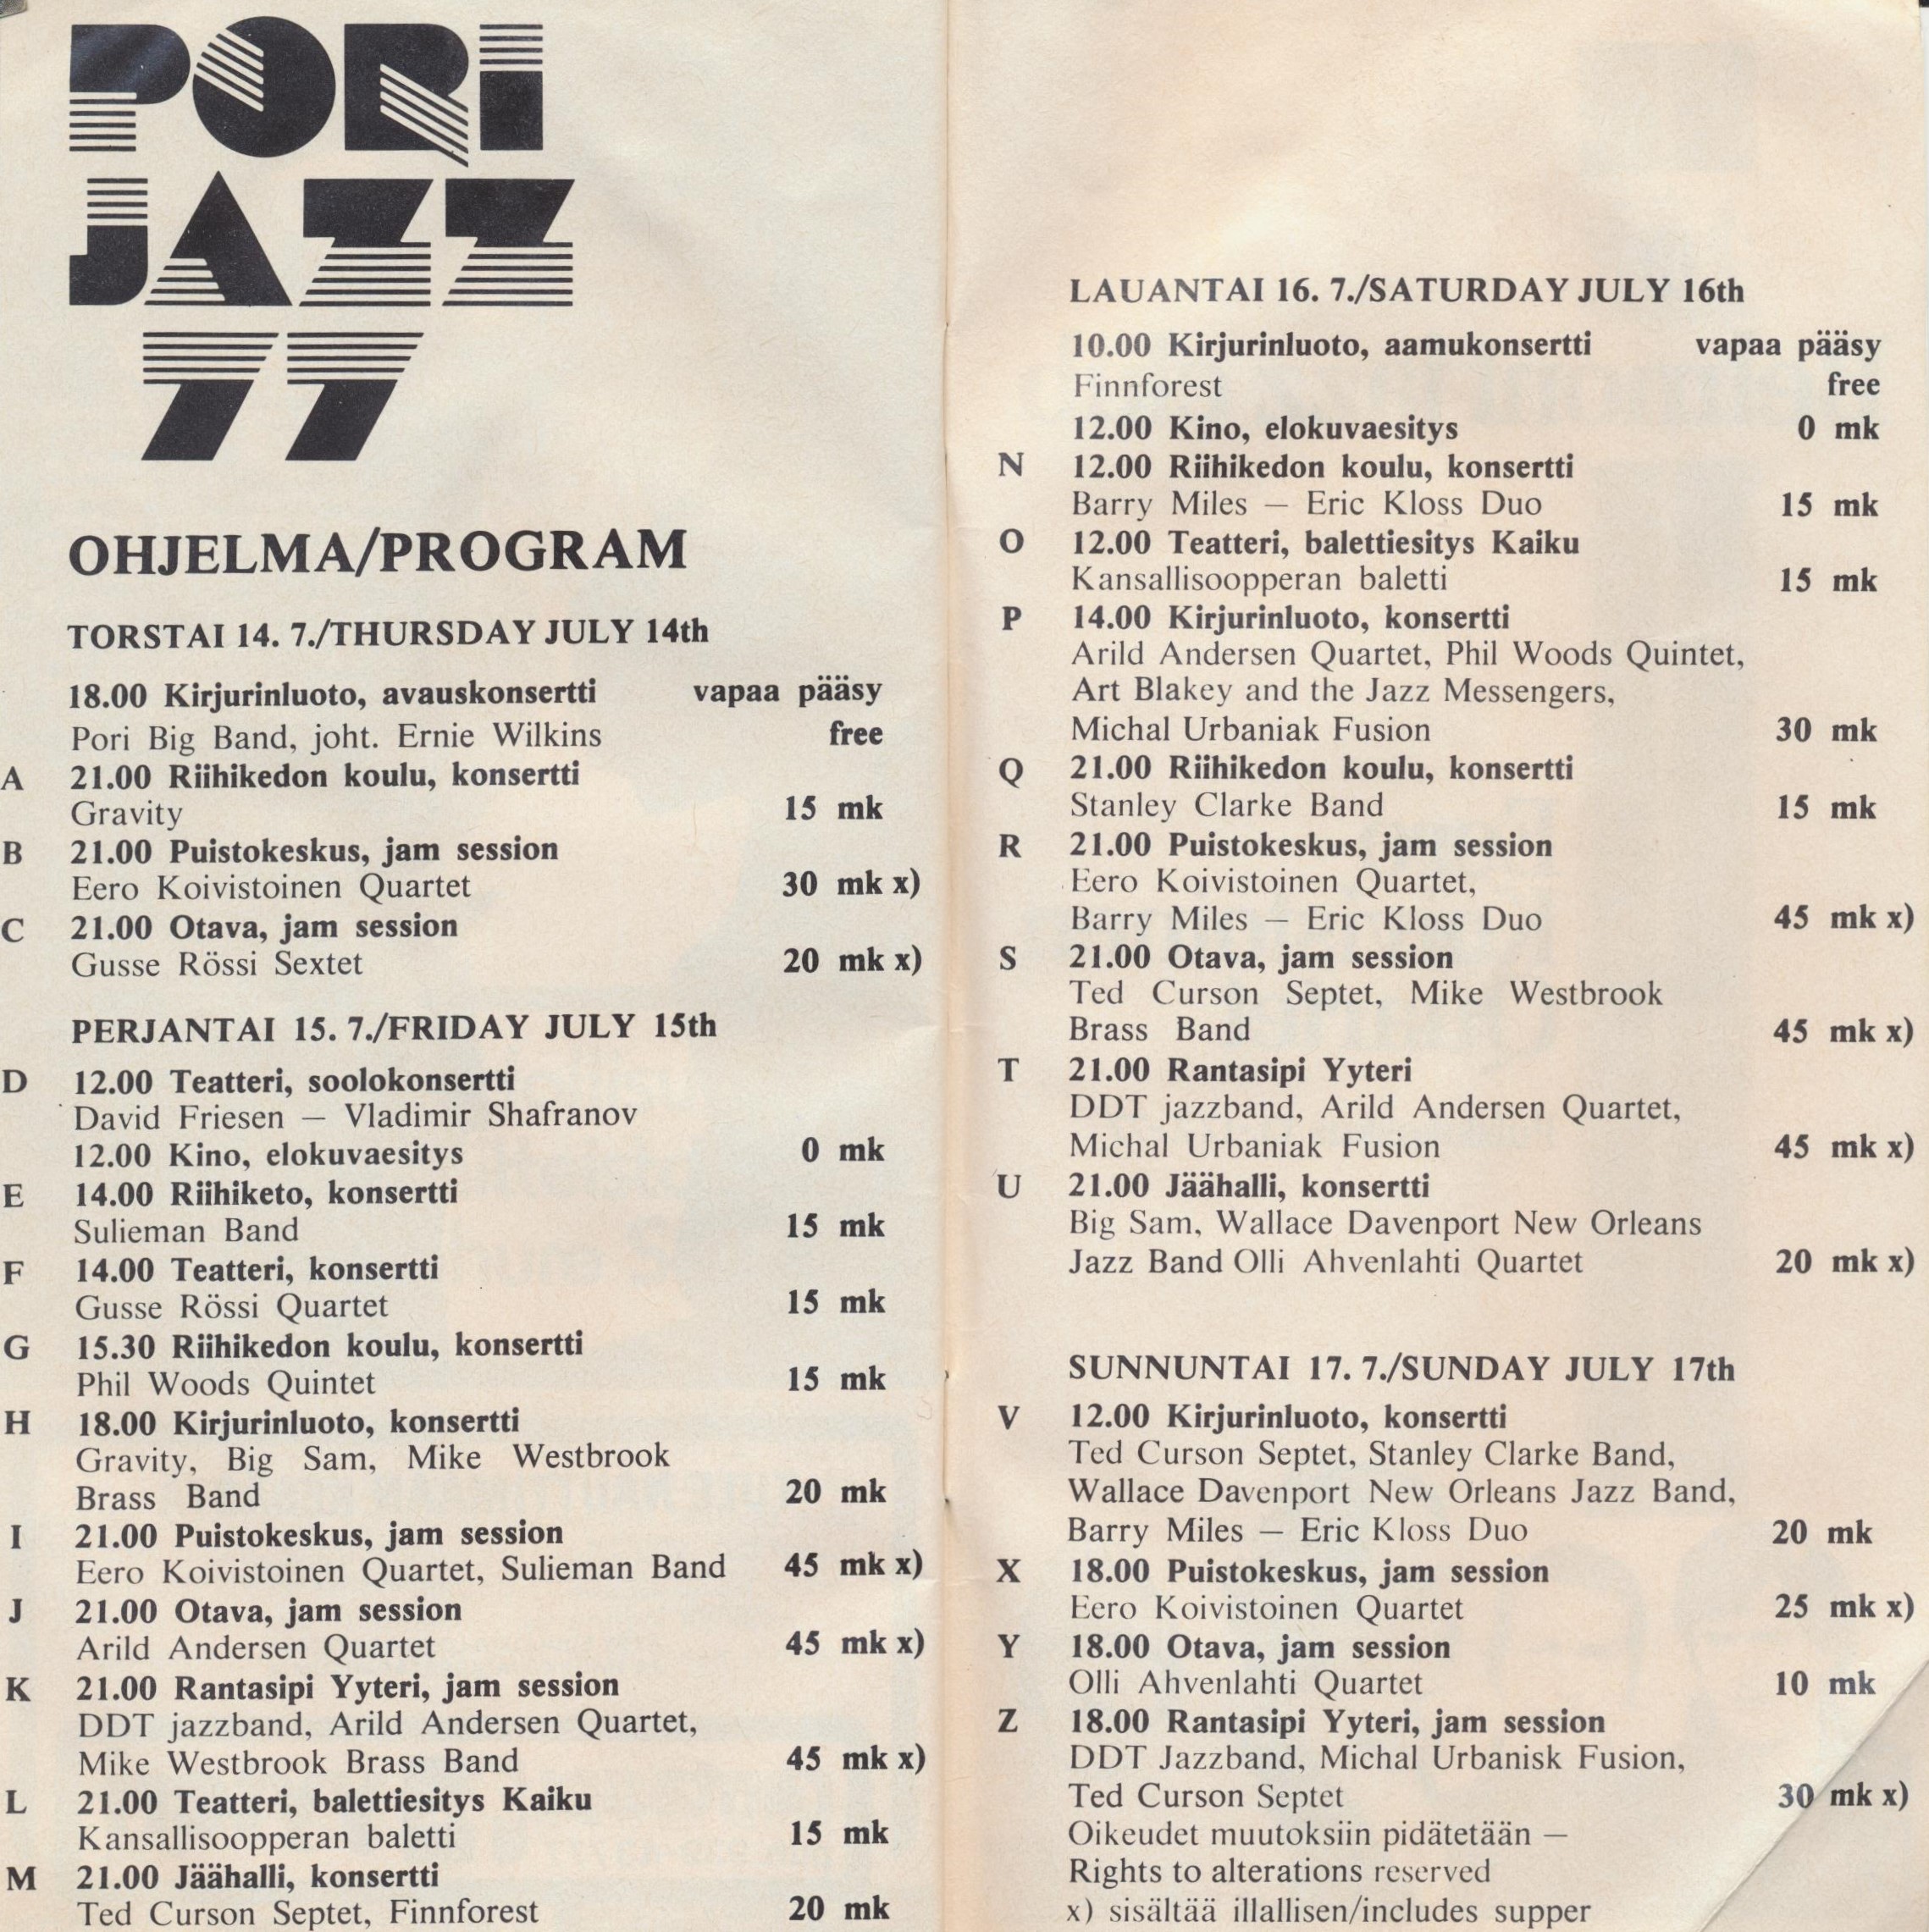 PORI
JAZZ
77
OHJELMA/PROGRAM
TORSTAI 14. 7./THURSDAY JULY 14th
18.00 Kirjurinluoto, avauskonsertti vapaa pääsy
Pori Big Band, joht. Ernie Wilkins free
A 21.00 Riihikedon koulu, konsertti
Gravity 15 mk
B 21.00 Puistokeskus, jam session
Eero Koivistoinen Quartet 30 mk x)
C 21.00 Otava, jam session
Gusse Rössi Sextet 20 mk x)
PERJANTAI 15. 7./FRIDAY JULY 15th
D 12.00 Teatteri, soolokonsertti
David Friesen — Vladimir Shafranov
12.00 Kino, elokuvaesitys 0 mk
E 14.00 Riihiketo, konsertti
Sulieman Band 15 mk
F 14.00 Teatteri, konsertti
Gusse Rössi Quartet 15 mk
G 15.30 Riihikedon koulu, konsertti
Phil Woods Quintet 15 mk
H 18.00 Kirjurinluoto, konsertti
Gravity, Big Sam, Mike Westbrook
Brass Band 20 mk
I 21.00 Puistokeskus, jam session
Eero Koivistoinen Quartet, Sulieman Band 45 mk x)
J 21.00 Otava, jam session
Arild Andersen Quartet 45 mk x)
K 21.00 Rantasipi Yyteri, jam session
DDT jazzband, Arild Andersen Quartet,
Mike Westbrook Brass Band 45 mk x)
L 21.00 Teatteri, balettiesitys Kaiku
Kansallisoopperan baletti 15 mk
M 21.00 Jäähalli, konsertti
Ted Curson Septet, Finnforest 20 mk
LAUANTAI 16. 7./SATURDAY JULY 16th
10.00 Kirjurinluoto, aamukonsertti vapaa pääsy
Finnforest free
12.00 Kino, elokuvaesitys 0 mk
N 12.00 Riihikedon koulu, konsertti
Barry Miles — Eric Kloss Duo 15 mk
O 12.00 Teatteri, balettiesitys Kaiku
Kansallisoopperan baletti 15 mk
P 14.00 Kirjurinluoto, konsertti
Arild Andersen Quartet, Phil Woods Quintet,
Art Blakey and the Jazz Messengers,
Michal Urbaniak Fusion 30 mk
Q 21.00 Riihikedon koulu, konsertti
Stanley Clarke Band 15 mk
R 21.00 Puistokeskus, jam session
Eero Koivistoinen Quartet,
Barry Miles — Eric Kloss Duo 45 mk x)
S 21.00 Otava, jam session
Ted Curson Septet, Mike Westbrook
Brass Band 45 mk x)
T 21.00 Rantasipi Yyteri
DDT jazzband, Arild Andersen Quartet,
Michal Urbaniak Fusion 45 mk x)
U 21.00 Jäähalli, konsertti
Big Sam, Wallace Davenport New Orleans
Jazz Band Olli Ahvenlahti Quartet 20 mk x)
SUNNUNTAI 17. 7./SUNDAY JULY 17th
V 12.00 Kirjurinluoto, konsertti
Ted Curson Septet, Stanley Clarke Band,
Wallace Davenport New Orleans Jazz Band,
Barry Miles — Eric Kloss Duo 20 mk
X 18.00 Puistokeskus, jam session
Eero Koivistoinen Quartet 25 mk x)
Y 18.00 Otava, jam session
Olli Ahvenlahti Quartet 10 mk
Z 18.00 Rantasipi Yyteri, jam session
DDT Jazzband, Michal Urbanisk Fusion,
Ted Curson Septet 30 mk x)
Oikeudet muutoksiin pidätetään —
Rights to alterations reserved
x) sisältää illallisen/includes supper